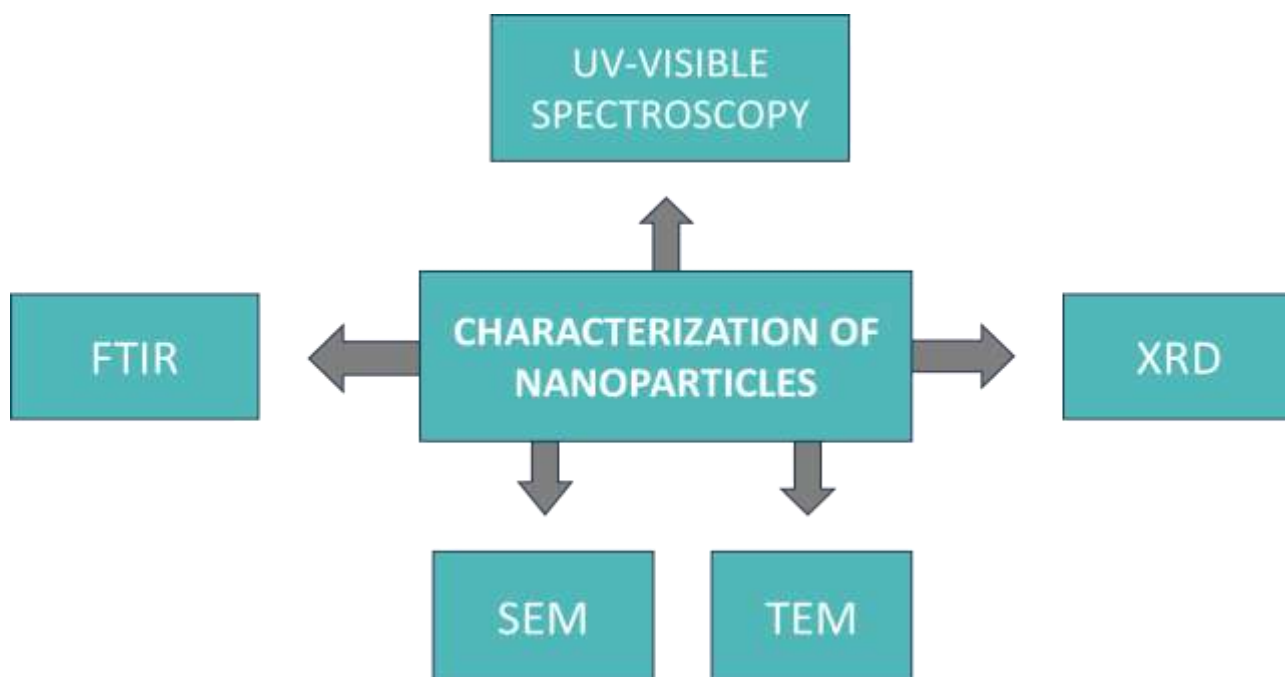 UV-VISIBLE
SPECTROSCOPY
FTIR
CHARACTERIZATION OF
NANOPARTICLES
XRD
SEM
TEM